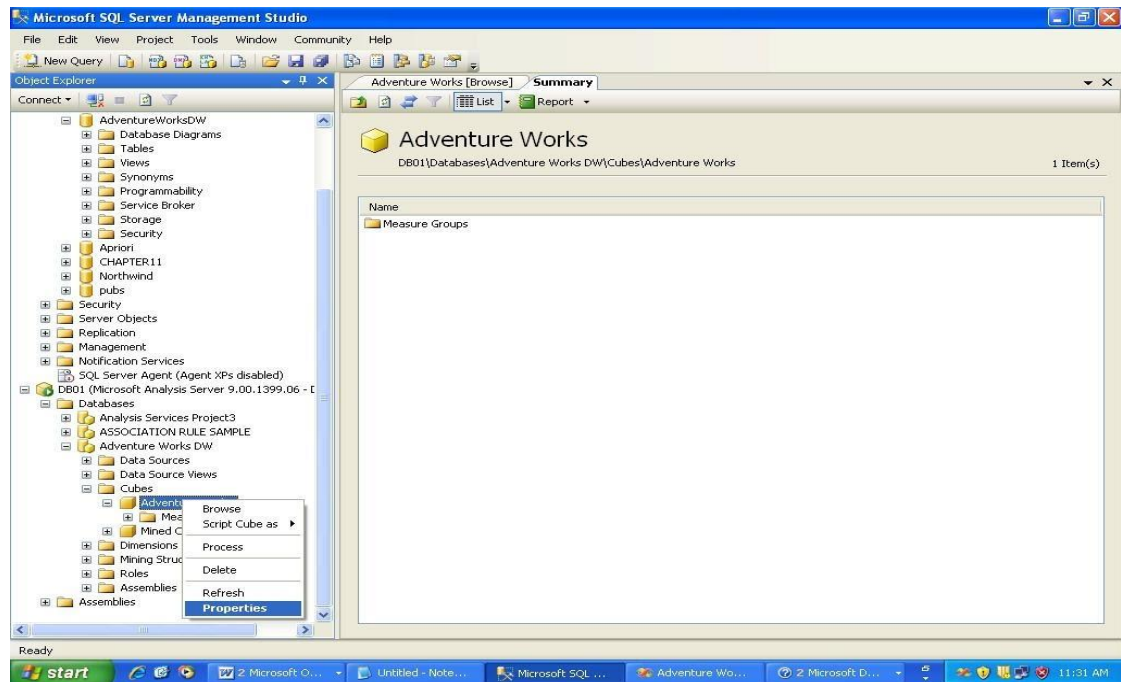 Microsoft SQL Server Management Studio
File Edit View Project Tools Window Community Help
New Query
Object Explorer
Connect
AdventureWorksDW
Database Diagrams
Tables
Views
Synonyms
Programmability
Service Broker
Storage
Security
Apriori
CHAPTER11
Northwind
pubs
Security
Server Objects
Replication
Management
Notification Services
SQL Server Agent (Agent XPs disabled)
DB01 (Microsoft Analysis Server 9.00.1399.06 -
Databases
Analysis Services Project3
ASSOCIATION RULE SAMPLE
Adventure Works DW
Data Sources
Data Source Views
Cubes
Advent
Mea
Mined C
Dimensions
Mining Struc
Roles
Assemblies
Assemblies
Browse
Script Cube as
Process
Delete
Refresh
Properties
Adventure Works [Browse] Summary
List Report
Adventure Works
DB01\Databases\Adventure Works DW\Cubes\Adventure Works 1 Item(s)
Name
Measure Groups
Ready
start 2 Microsoft O... Untitled - Note... Microsoft SQL ... Adventure Wo... 2 Microsoft D... 11:31 AM